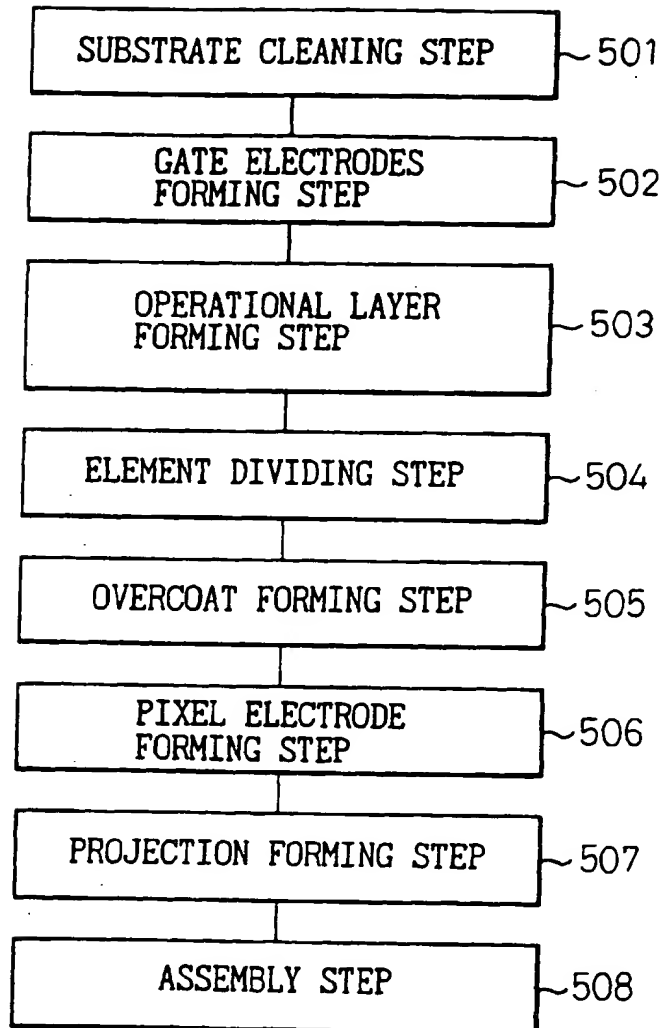 SUBSTRATE CLEANING STEP 501
GATE ELECTRODES
FORMING STEP
502
OPERATIONAL LAYER
FORMING STEP
503
ELEMENT DIVIDING STEP 504
OVERCOAT FORMING STEP 505
PIXEL ELECTRODE
FORMING STEP
506
PROJECTION FORMING STEP 507
ASSEMBLY STEP 508